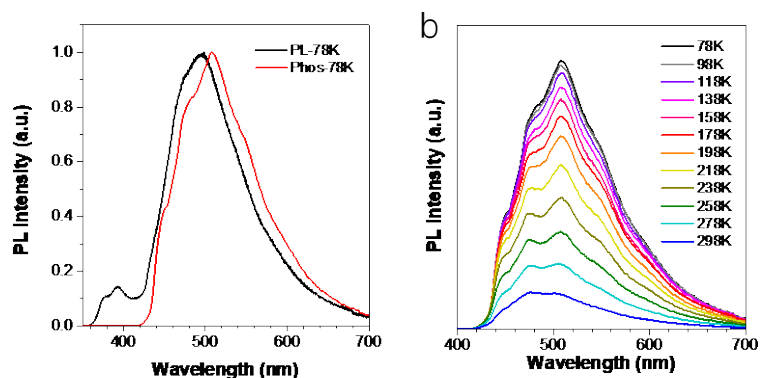 b
1.0
0.8
0.6
0.4
0.2
0.0
PL Intensity (a.u.)
PL-78K
Phos-78K
400 500 600 700
Wavelength (nm)
PL Intensity (a.u.)
78K
98K
118K
138K
158K
178K
198K
218K
238K
258K
278K
298K
400 500 600 700
Wavelength (nm)